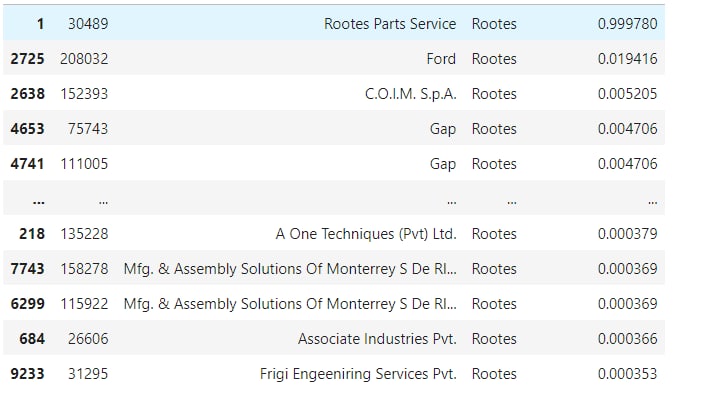 1 30489 Rootes Parts Service Rootes 0.999780
2725 208032 Ford Rootes 0.019416
2638 152393 C.O.I.M. S.p.A. Rootes 0.005205
4653 75743 Gap Rootes 0.004706
4741 111005 Gap Rootes 0.004706
... ... ... ... ...
218 135228 A One Techniques (Pvt) Ltd. Rootes 0.000379
7743 158278 Mfg. & Assembly Solutions Of Monterrey S De Rl... Rootes 0.000369
6299 115922 Mfg. & Assembly Solutions Of Monterrey S De Rl... Rootes 0.000369
684 26606 Associate Industries Pvt. Rootes 0.000366
9233 31295 Frigi Engeeniring Services Pvt. Rootes 0.000353